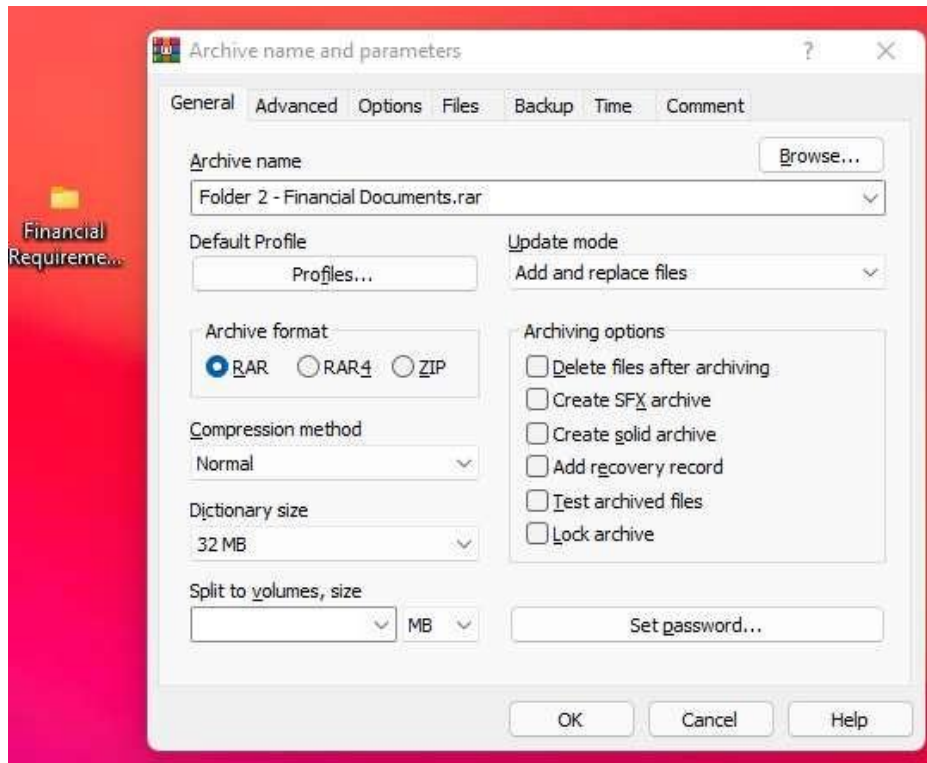 Archive name and parameters
General Advanced Options Files Backup Time Comment
Archive name
Browse...
Folder 2 - Financial Documents.rar
Financial
Requireme...
Default Profile
Update mode
Profiles...
Add and replace files
Archive format
RAR RAR4 ZIP
Archiving options
Delete files after archiving
Create SFX archive
Create solid archive
Add recovery record
Test archived files
Lock archive
Compression method
Normal
Dictionary size
32 MB
Split to volumes, size
MB
Set password...
OK Cancel Help